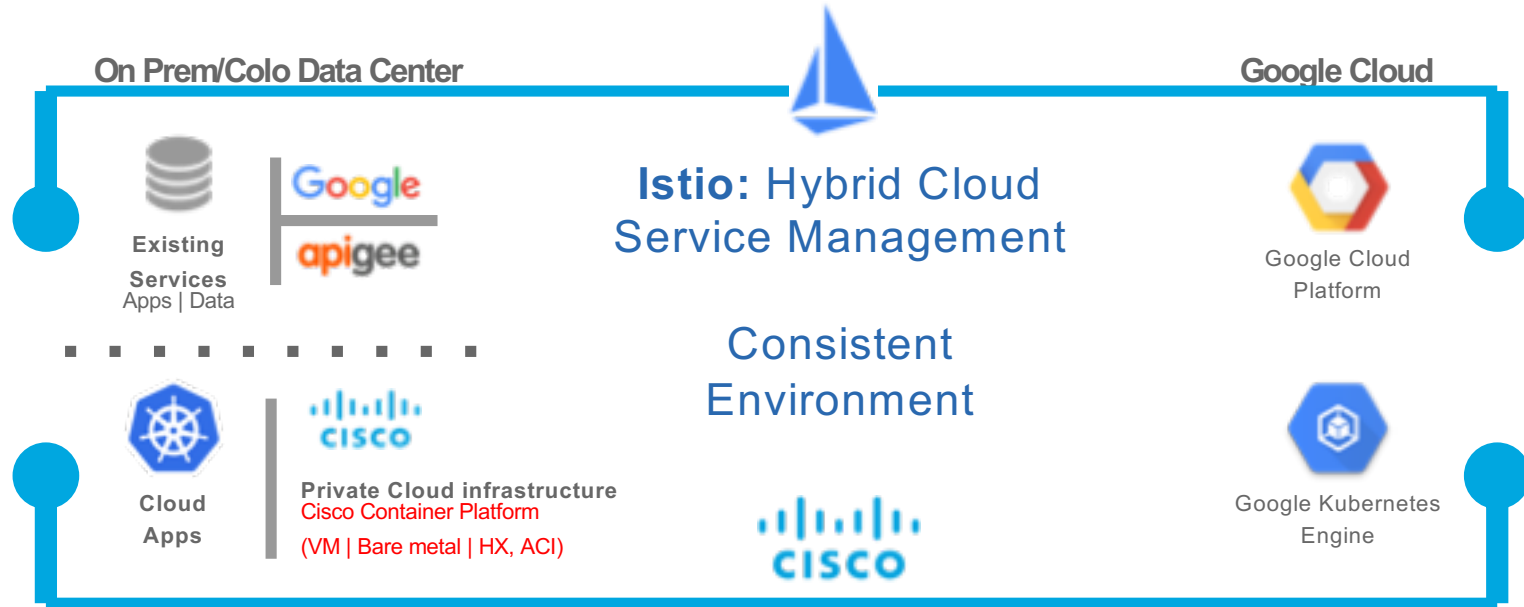 On Prem/Colo Data Center
Google Cloud
Existing
Services
Apps | Data
Google
apigee
Istio: Hybrid Cloud
Service Management
Google Cloud
Platform
Consistent
Environment
Cloud
Apps
CISCO
Private Cloud infrastructure
Cisco Container Platform
(VM | Bare metal | HX, ACI)
CISCO
Google Kubernetes
Engine